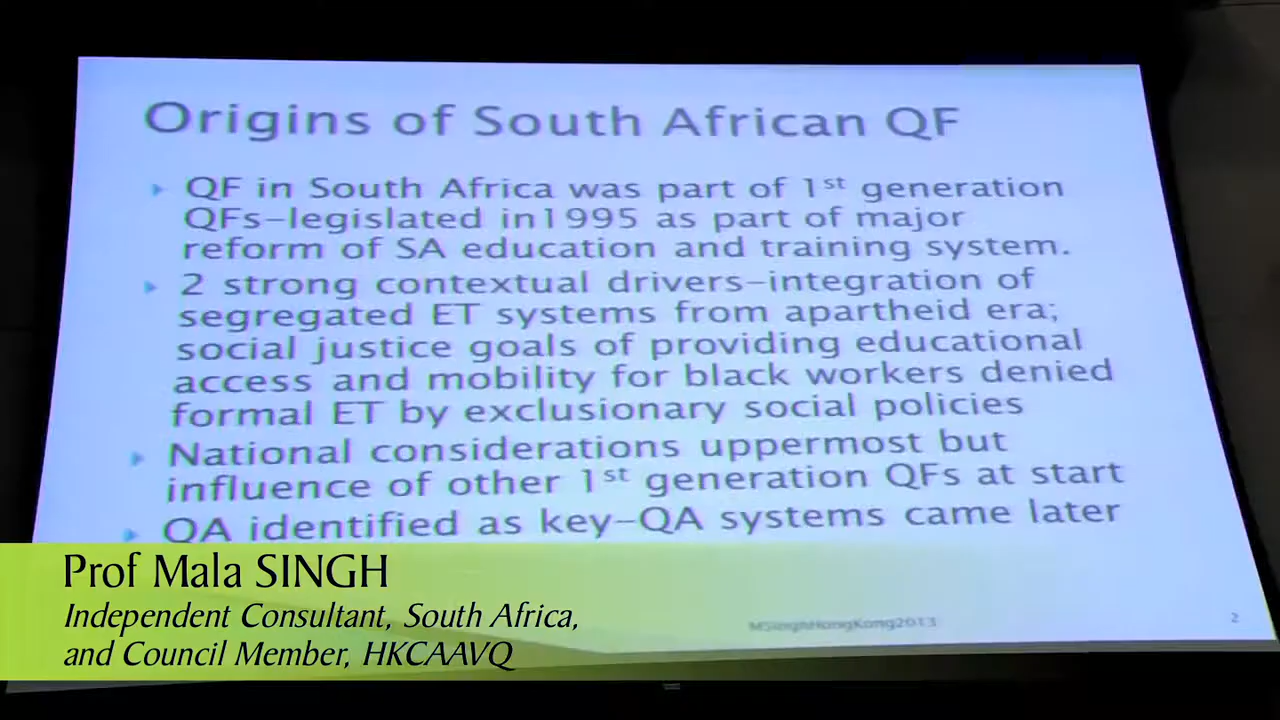 Origins of South African QF
QF in South Africa was part of 1st generation
QFs-legislated in1995 as part of major
reform of SA education and training system.
2 strong contextual drivers-integration of
segregated ET systems from apartheid era;
social justice goals of providing educational
access and mobility for black workers denied
formal ET by exclusionary social policies
National considerations uppermost but
influence of other 1st generation QFs at start
QA identified as key-QA systems came later
Prof Mala SINGH
Independent Consultant, South Africa,
and Council Member, HKCAAVQ
MSinghHongKong2013
2